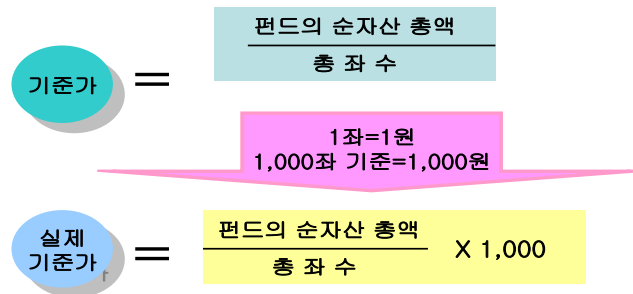 펀드의 순자산 총액
기준가 =
총 좌 수
1좌=1원
1,000좌 기준=1,000원
실제
기준가
=
펀드의 순자산 총액
총 좌 수
X 1,000